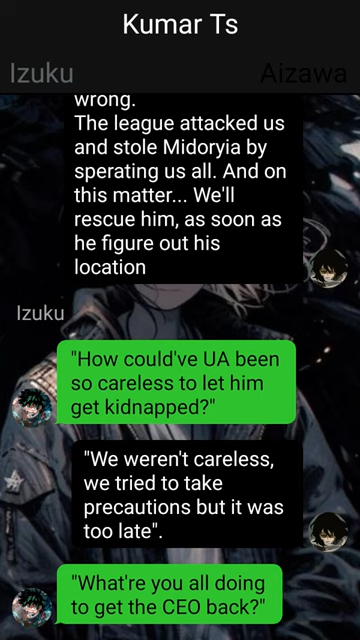 Kumar Ts
Izuku
Aizawa
wrong.
The league attacked us
and stole Midoryia by
sperating us all. And on
this matter... We'll
rescue him, as soon as
he figure out his
location
Izuku
"How could've UA been
so careless to let him
get kidnapped?"
"We weren't careless,
we tried to take
precautions but it was
too late".
"What're you all doing
to get the CEO back?"